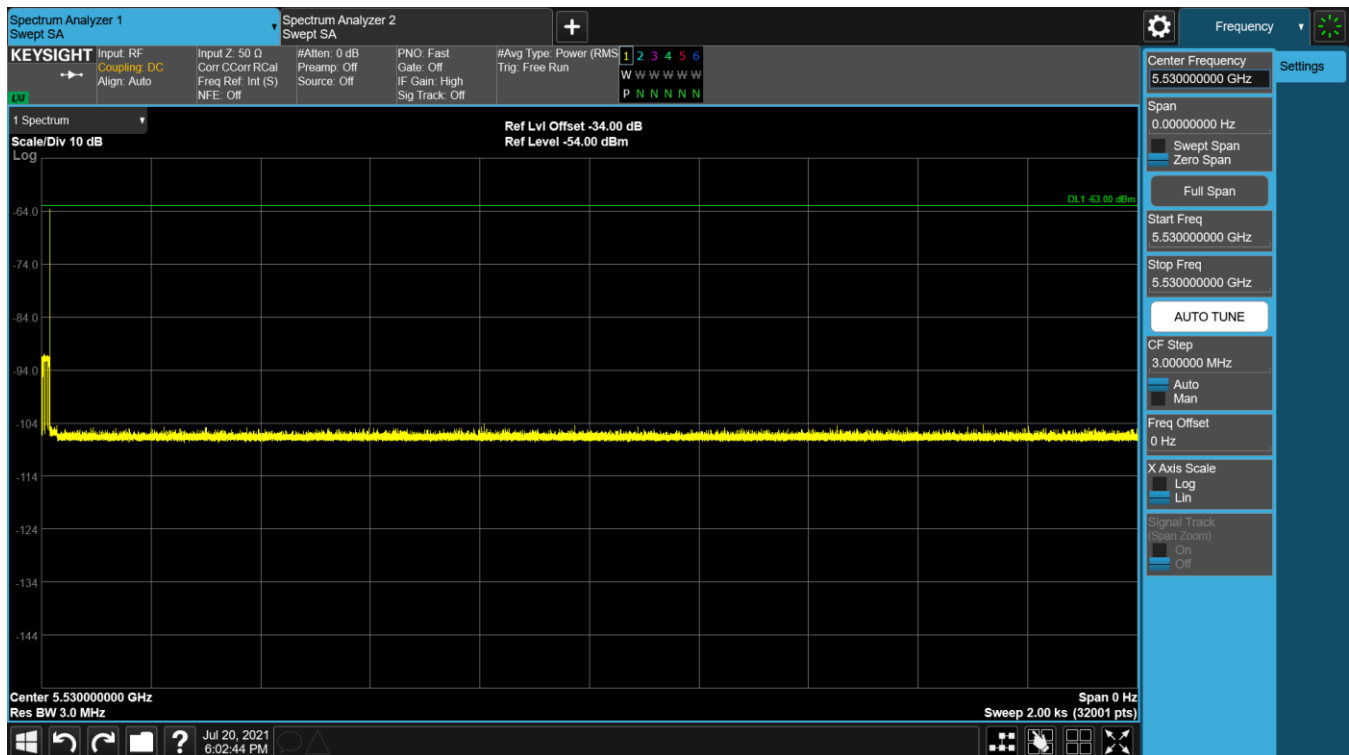 Spectrum Analyzer 1
Swept SA
Spectrum Analyzer 2
Swept SA
Frequency
KEYSIGHT
LXI
Input: RF
Coupling: DC
Align: Auto
Input Z: 50 Ω
Corr CCorr RCal
Freq Ref: Int (S)
NFE: Off
#Atten: 0 dB
Preamp: Off
Source: Off
PNO: Fast
Gate: Off
IF Gain: High
Sig Track: Off
#Avg Type: Power (RMS
Trig: Free Run
1 2 3 4 5 6
W W W W W W
P N N N N N
1 Spectrum
Scale/Div 10 dB
Log
Ref Lvl Offset -34.00 dB
Ref Level -54.00 dBm
DL1 -63.00 dBm
-64.0
-74.0
-84.0
-94.0
-104
-114
-124
-134
-144
Center 5.530000000 GHz
Res BW 3.0 MHz
Span 0 Hz
Sweep 2.00 ks (32001 pts)
Center Frequency
5.530000000 GHz
Settings
Span
0.00000000 Hz
Swept Span
Zero Span
Full Span
Start Freq
5.530000000 GHz
Stop Freq
5.530000000 GHz
AUTO TUNE
CF Step
3.000000 MHz
Auto
Man
Freq Offset
0 Hz
X Axis Scale
Log
Lin
Signal Track
(Span Zoom)
On
Off
?
Jul 20, 2021
6:02:44 PM